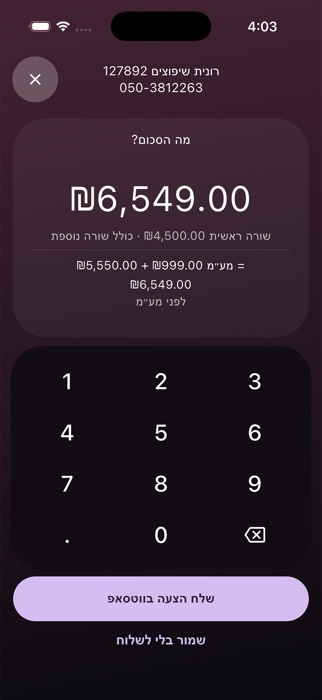 4:03
רונית שיפוצים 127892
050-3812263
מה הסכום?
₪6,549.00
שורה ראשית ₪4,500.00 · כולל שורה נוספת
₪5,550.00 + מע״מ ₪999.00 =
₪6,549.00
לפני מע״מ
1 2 3
4 5 6
7 8 9
. 0
שלח הצעה בווטסאפ
שמור בלי לשלוח